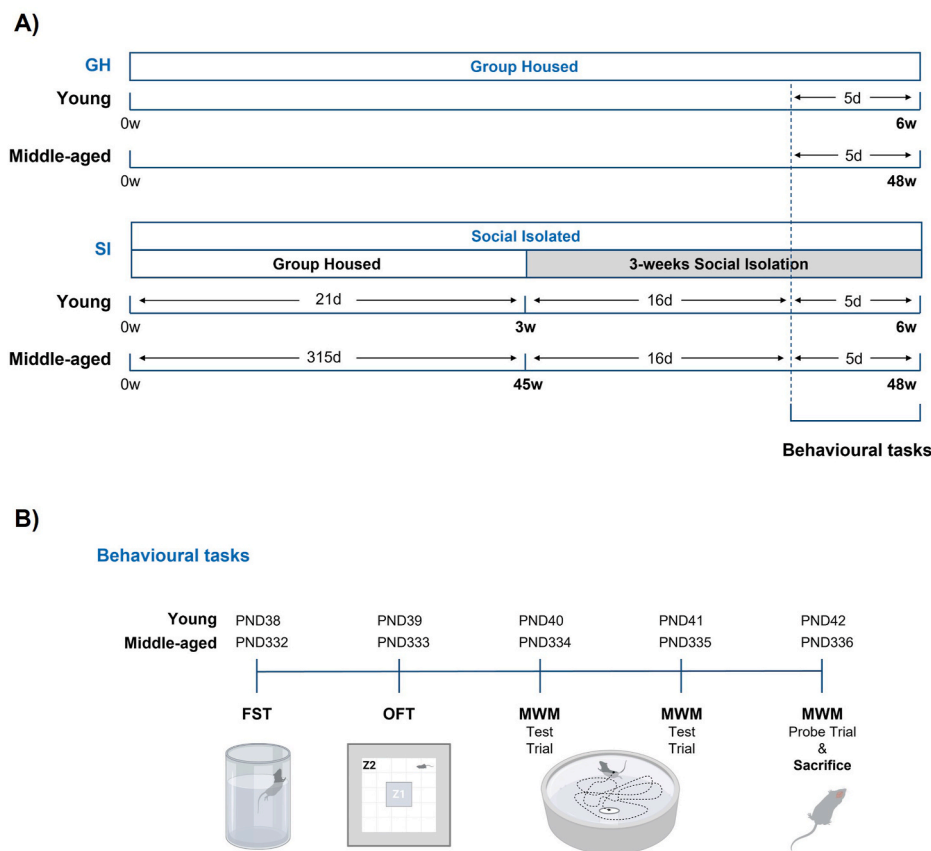 A)
GH
Group Housed
Young
5d
0w
6w
Middle-aged
5d
0w
48w
SI
Social Isolated
Group Housed
3-weeks Social Isolation
Young
21d
16d
5d
0w
3w
6w
Middle-aged
315d
16d
5d
0w
45w
48w
Behavioural tasks
B)
Behavioural tasks
Young
PND38
PND39
PND40
PND41
PND42
Middle-aged
PND332
PND333
PND334
PND335
PND336
FST
OFT
MWM
Test
Trial
MWM
Test
Trial
MWM
Probe Trial
&
Sacrifice
Z2
Z1